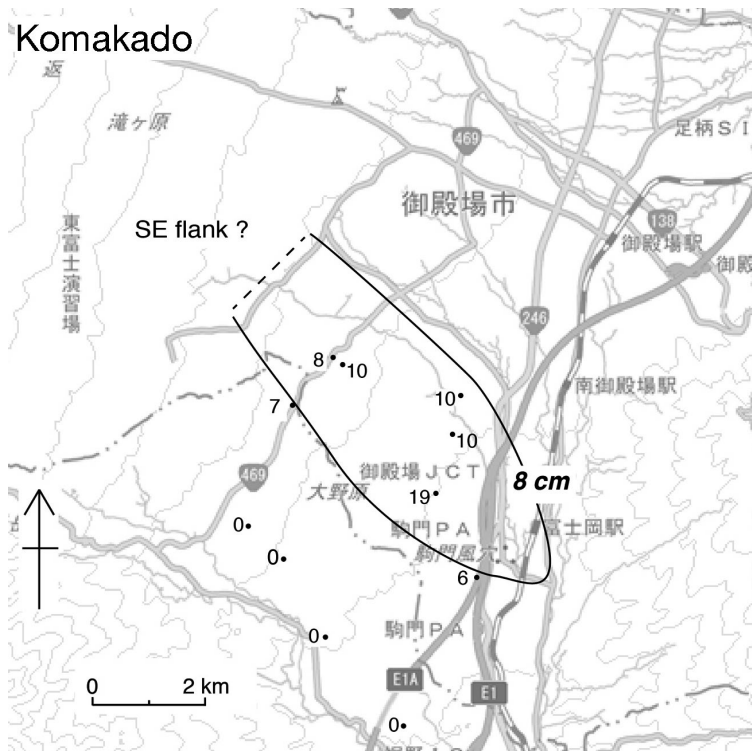 Komakado
返
滝ヶ原
469
足柄ＳＩ
御殿場市
138
SE flank ?
東富士演習場
御殿場駅
御殿
246
8
10
南御殿場駅
10
7
10
御殿場ＪＣＴ
8 cm
469
大野原
19
0
駒門ＰＡ
富士岡駅
駒門風穴
0
6
駒門ＰＡ
0
E1A
E1
0
2 km
0